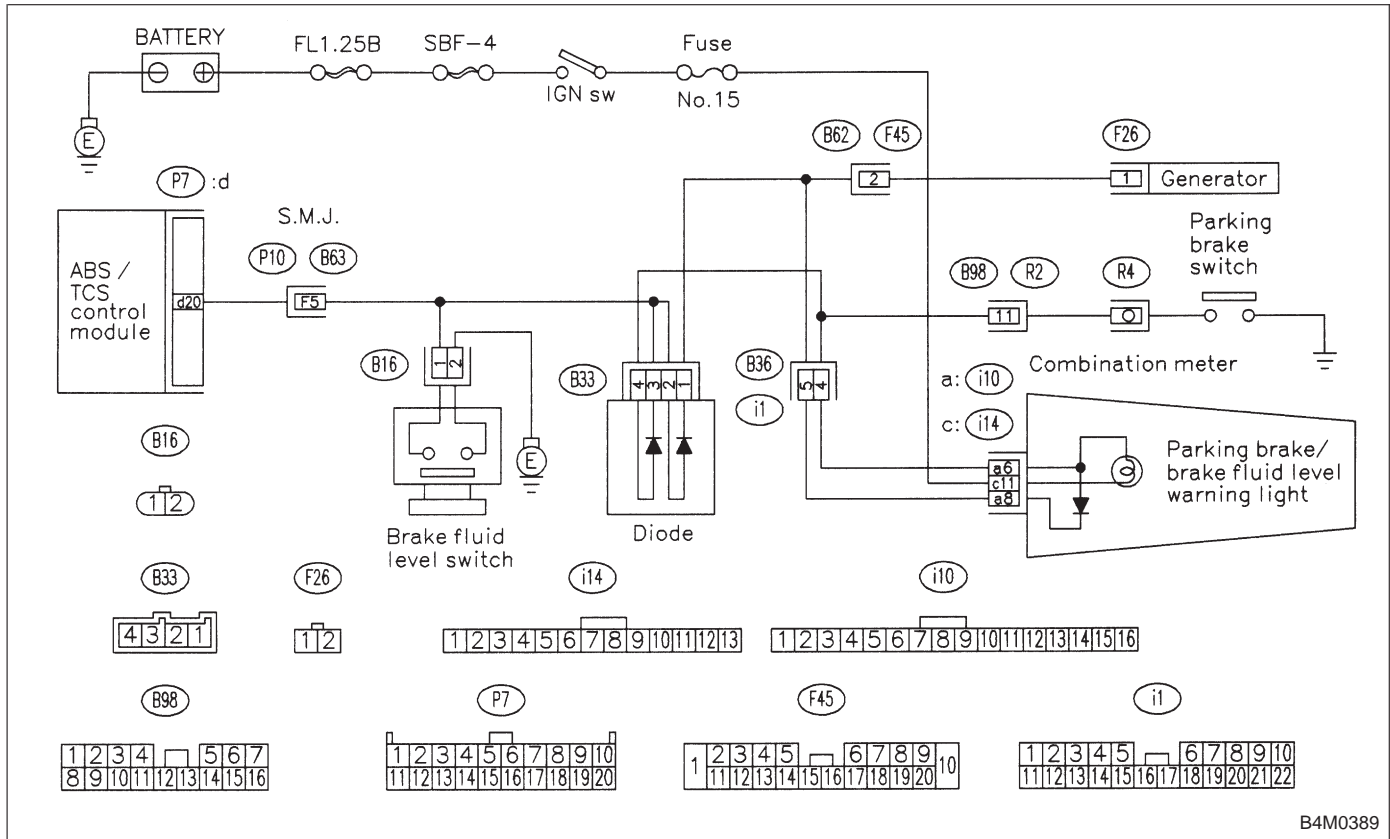 BATTERY
FL1.25B
SBF-4
IGN sw
Fuse
No.15
E
P7 :d
S.M.J.
P10 B63
B62 F45
F26
2
1 Generator
Parking
brake
switch
ABS /
TCS
control
module
d20
F5
B98 R2
R4
11
B16
1 2
B33
4 3 2 1
B36
5 4
i1
Combination meter
a: i10
c: i14
a6
c11
a8
Parking brake/
brake fluid level
warning light
E
Brake fluid
level switch
Diode
B16
1 2
B33
4 3 2 1
F26
1 2
i14
1 2 3 4 5 6 7 8 9 10 11 12 13
i10
1 2 3 4 5 6 7 8 9 10 11 12 13 14 15 16
B98
1 2 3 4 5 6 7
8 9 10 11 12 13 14 15 16
P7
1 2 3 4 5 6 7 8 9 10
11 12 13 14 15 16 17 18 19 20
F45
1 2 3 4 5 6 7 8 9 10
11 12 13 14 15 16 17 18 19 20
i1
1 2 3 4 5 6 7 8 9 10
11 12 13 14 15 16 17 18 19 20 21 22
B4M0389